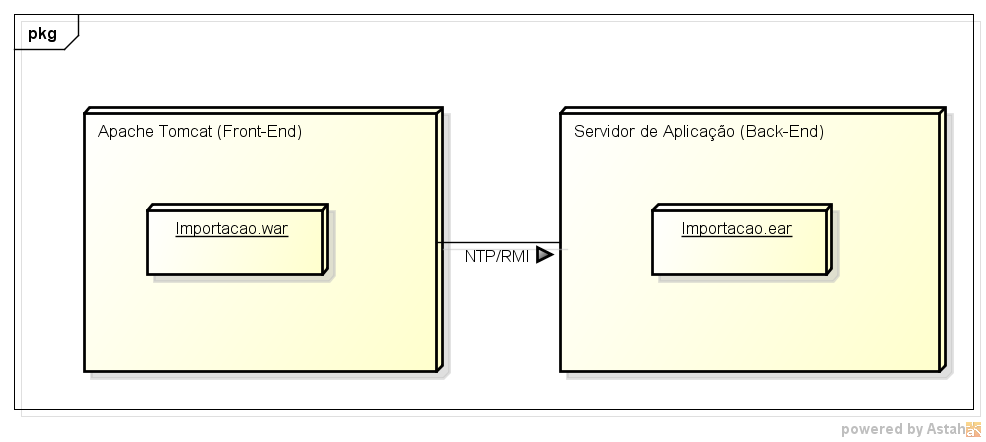 pkg
Apache Tomcat (Front-End)
Servidor de Aplicação (Back-End)
Importacao.war
Importacao.ear
NTP/RMI
powered by Astah